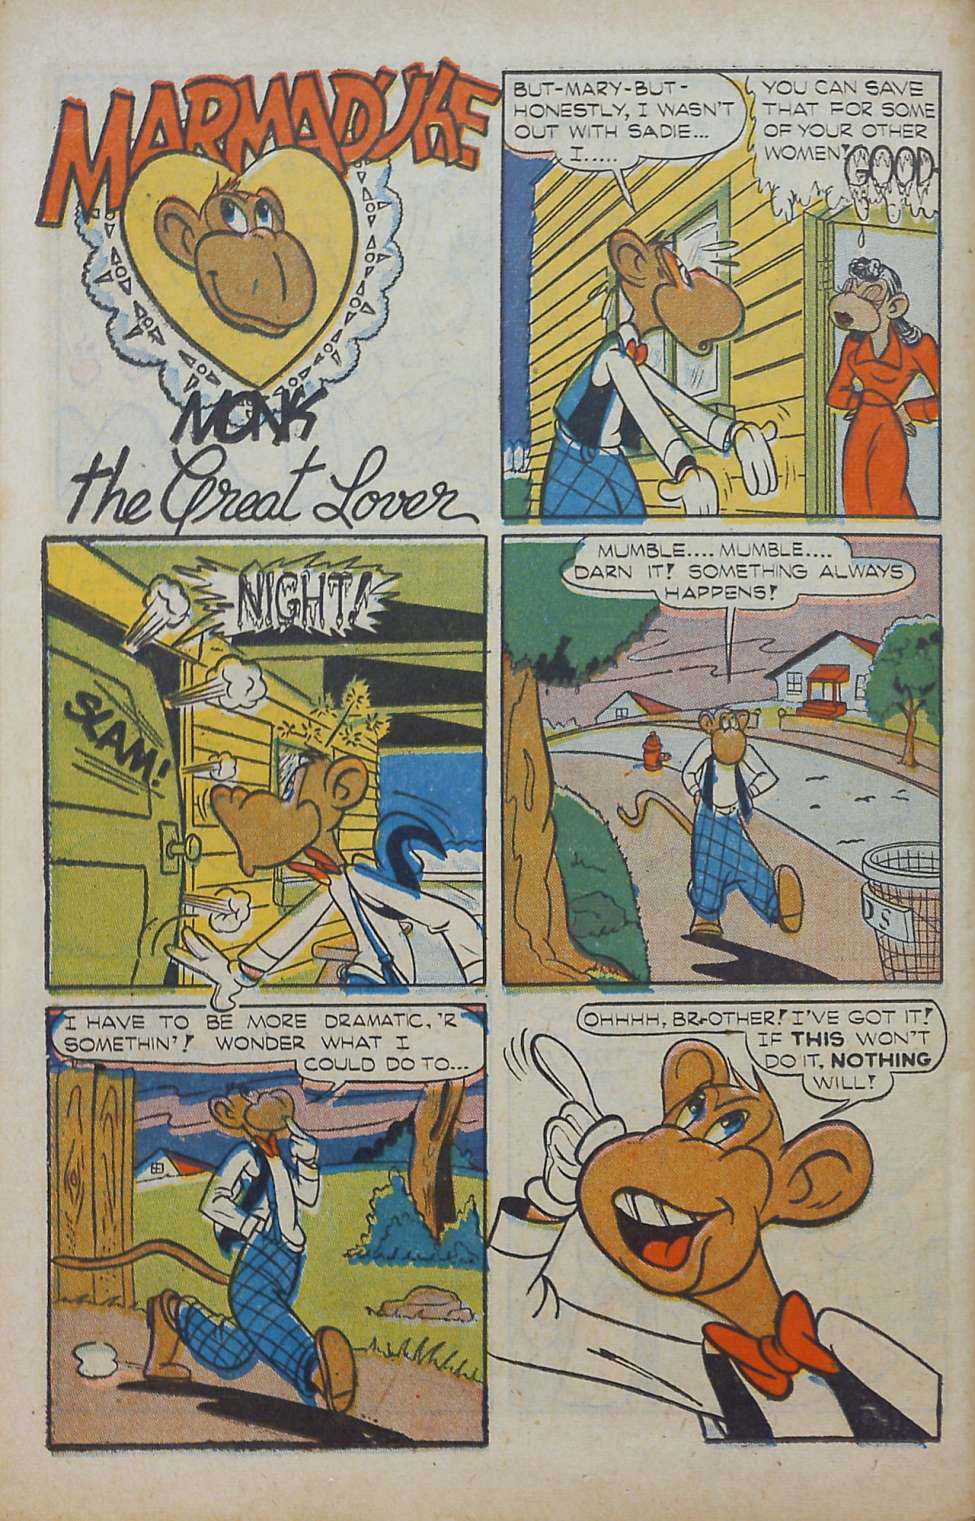 MARMADUKE
MONK
the Great Lover
BUT-MARY-BUT-
HONESTLY, I WASN'T
OUT WITH SADIE...
I.....
YOU CAN SAVE
THAT FOR SOME
OF YOUR OTHER
WOMEN! GOOD-
-NIGHT!
SLAM!
MUMBLE.... MUMBLE....
DARN IT! SOMETHING ALWAYS
HAPPENS!
I HAVE TO BE MORE DRAMATIC, 'R
SOMETHIN'! WONDER WHAT I
COULD DO TO...
OHHHH, BROTHER! I'VE GOT IT!
IF THIS WON'T
DO IT, NOTHING
WILL!